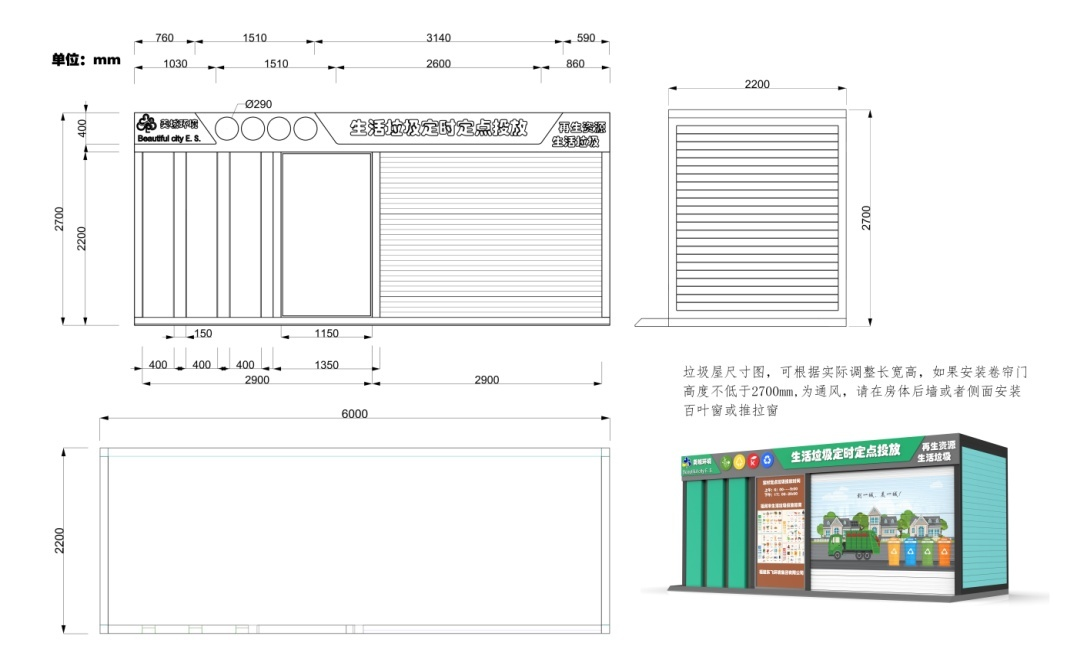 单位：mm
760
1510
3140
590
1030
1510
2600
860
Ø290
美城环境
Beautiful city E. S.
生活垃圾定时定点投放
再生资源
生活垃圾
400
2700
2200
150
1150
400
400
400
1350
2900
2900
2200
2700
垃圾屋尺寸图，可根据实际调整长宽高，如果安装卷帘门
高度不低于2700mm,为通风，请在房体后墙或者侧面安装
百叶窗或推拉窗
6000
2200
美城环境
Beautiful city E. S.
生活垃圾定时定点投放
再生资源
生活垃圾